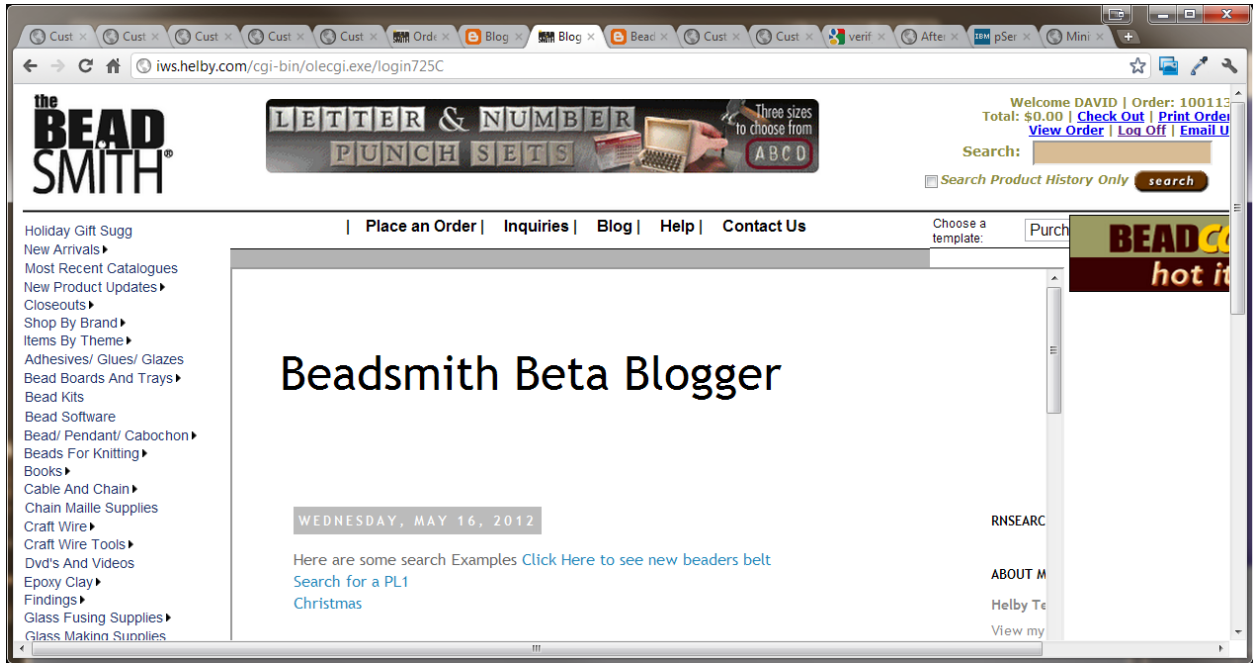 Cust
Cust
Cust
Cust
Cust
Orde
Blog
Blog
Bead
Cust
Cust
verif
After
IBM pSer
Mini
iws.helby.com/cgi-bin/olecgi.exe/login725C
the
BEAD
SMITH®
LETTER & NUMBER
PUNCH SETS
Three sizes
to choose from
ABCD
Welcome DAVID | Order: 100113
Total: $0.00 | Check Out | Print Order
View Order | Log Off | Email U
Search:
Search Product History Only search
| Place an Order | Inquiries | Blog | Help | Contact Us
Choose a
template:
Purch
BEADCO
hot it
Holiday Gift Sugg
New Arrivals
Most Recent Catalogues
New Product Updates
Closeouts
Shop By Brand
Items By Theme
Adhesives/ Glues/ Glazes
Bead Boards And Trays
Bead Kits
Bead Software
Bead/ Pendant/ Cabochon
Beads For Knitting
Books
Cable And Chain
Chain Maille Supplies
Craft Wire
Craft Wire Tools
Dvd's And Videos
Epoxy Clay
Findings
Glass Fusing Supplies
Glass Making Supplies
Beadsmith Beta Blogger
WEDNESDAY, MAY 16, 2012
Here are some search Examples Click Here to see new beaders belt
Search for a PL1
Christmas
RNSEARC
ABOUT M
Helby Te
View my